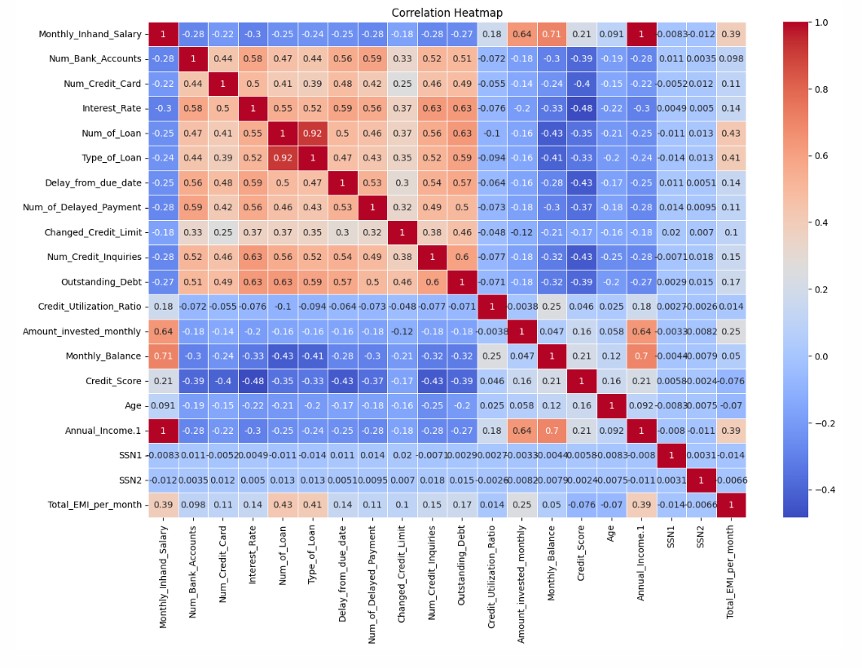 Correlation Heatmap
Monthly_Inhand_Salary 1 -0.28 -0.22 -0.3 -0.25 -0.24 -0.25 -0.28 -0.18 -0.28 -0.27 0.18 0.64 0.71 0.21 0.091 1 -0.0083 -0.012 0.39
Num_Bank_Accounts -0.28 1 0.44 0.58 0.47 0.44 0.56 0.59 0.33 0.52 0.51 -0.072 -0.18 -0.3 -0.39 -0.19 -0.28 0.011 0.0035 0.098
Num_Credit_Card -0.22 0.44 1 0.5 0.41 0.39 0.48 0.42 0.25 0.46 0.49 -0.055 -0.14 -0.24 -0.4 -0.15 -0.22 -0.0052 0.012 0.11
Interest_Rate -0.3 0.58 0.5 1 0.55 0.52 0.59 0.56 0.37 0.63 0.63 -0.076 -0.2 -0.33 -0.48 -0.22 -0.3 0.0049 0.005 0.14
Num_of_Loan -0.25 0.47 0.41 0.55 1 0.92 0.5 0.46 0.37 0.56 0.63 -0.1 -0.16 -0.43 -0.35 -0.21 -0.25 -0.011 0.013 0.43
Type_of_Loan -0.24 0.44 0.39 0.52 0.92 1 0.47 0.43 0.35 0.52 0.59 -0.094 -0.16 -0.41 -0.33 -0.2 -0.24 -0.014 0.013 0.41
Delay_from_due_date -0.25 0.56 0.48 0.59 0.5 0.47 1 0.53 0.3 0.54 0.57 -0.064 -0.16 -0.28 -0.43 -0.17 -0.25 0.011 0.0051 0.14
Num_of_Delayed_Payment -0.28 0.59 0.42 0.56 0.46 0.43 0.53 1 0.32 0.49 0.5 -0.073 -0.18 -0.3 -0.37 -0.18 -0.28 0.014 0.0095 0.11
Changed_Credit_Limit -0.18 0.33 0.25 0.37 0.37 0.35 0.3 0.32 1 0.38 0.46 -0.048 -0.12 -0.21 -0.17 -0.16 -0.18 0.02 0.007 0.1
Num_Credit_Inquiries -0.28 0.52 0.46 0.63 0.56 0.52 0.54 0.49 0.38 1 0.6 -0.077 -0.18 -0.32 -0.43 -0.25 -0.28 -0.0071 0.018 0.15
Outstanding_Debt -0.27 0.51 0.49 0.63 0.63 0.59 0.57 0.5 0.46 0.6 1 -0.071 -0.18 -0.32 -0.39 -0.2 -0.27 0.0029 0.015 0.17
Credit_Utilization_Ratio 0.18 -0.072 -0.055 -0.076 -0.1 -0.094 -0.064 -0.073 -0.048 -0.077 -0.071 1 -0.0038 0.25 0.046 0.025 0.18 0.0027 -0.0026 0.014
Amount_invested_monthly 0.64 -0.18 -0.14 -0.2 -0.16 -0.16 -0.16 -0.18 -0.12 -0.18 -0.18 -0.0038 1 0.047 0.16 0.058 0.64 -0.0033 0.0082 0.25
Monthly_Balance 0.71 -0.3 -0.24 -0.33 -0.43 -0.41 -0.28 -0.3 -0.21 -0.32 -0.32 0.25 0.047 1 0.21 0.12 0.7 -0.0044 0.0079 0.05
Credit_Score 0.21 -0.39 -0.4 -0.48 -0.35 -0.33 -0.43 -0.37 -0.17 -0.43 -0.39 0.046 0.16 0.21 1 0.16 0.21 0.0058 0.0024 -0.076
Age 0.091 -0.19 -0.15 -0.22 -0.21 -0.2 -0.17 -0.18 -0.16 -0.25 -0.2 0.025 0.058 0.12 0.16 1 0.092 -0.0083 0.0075 -0.07
Annual_Income.1 1 -0.28 -0.22 -0.3 -0.25 -0.24 -0.25 -0.28 -0.18 -0.28 -0.27 0.18 0.64 0.7 0.21 0.092 1 -0.008 -0.011 0.39
SSN1 -0.0083 0.011 -0.0052 0.0049 -0.011 -0.014 0.011 0.014 0.02 -0.0071 0.0029 0.0027 -0.0033 -0.0044 0.0058 -0.0083 -0.008 1 0.0031 -0.014
SSN2 -0.012 0.0035 0.012 0.005 0.013 0.013 0.0051 0.0095 0.007 0.018 0.015 -0.0026 0.0082 0.0079 0.0024 0.0075 -0.011 0.0031 1 -0.0066
Total_EMI_per_month 0.39 0.098 0.11 0.14 0.43 0.41 0.14 0.11 0.1 0.15 0.17 0.014 0.25 0.05 -0.076 -0.07 0.39 -0.014 -0.0066 1
Monthly_Inhand_Salary
Num_Bank_Accounts
Num_Credit_Card
Interest_Rate
Num_of_Loan
Type_of_Loan
Delay_from_due_date
Num_of_Delayed_Payment
Changed_Credit_Limit
Num_Credit_Inquiries
Outstanding_Debt
Credit_Utilization_Ratio
Amount_invested_monthly
Monthly_Balance
Credit_Score
Age
Annual_Income.1
SSN1
SSN2
Total_EMI_per_month
1.0
0.8
0.6
0.4
0.2
0.0
−0.2
−0.4